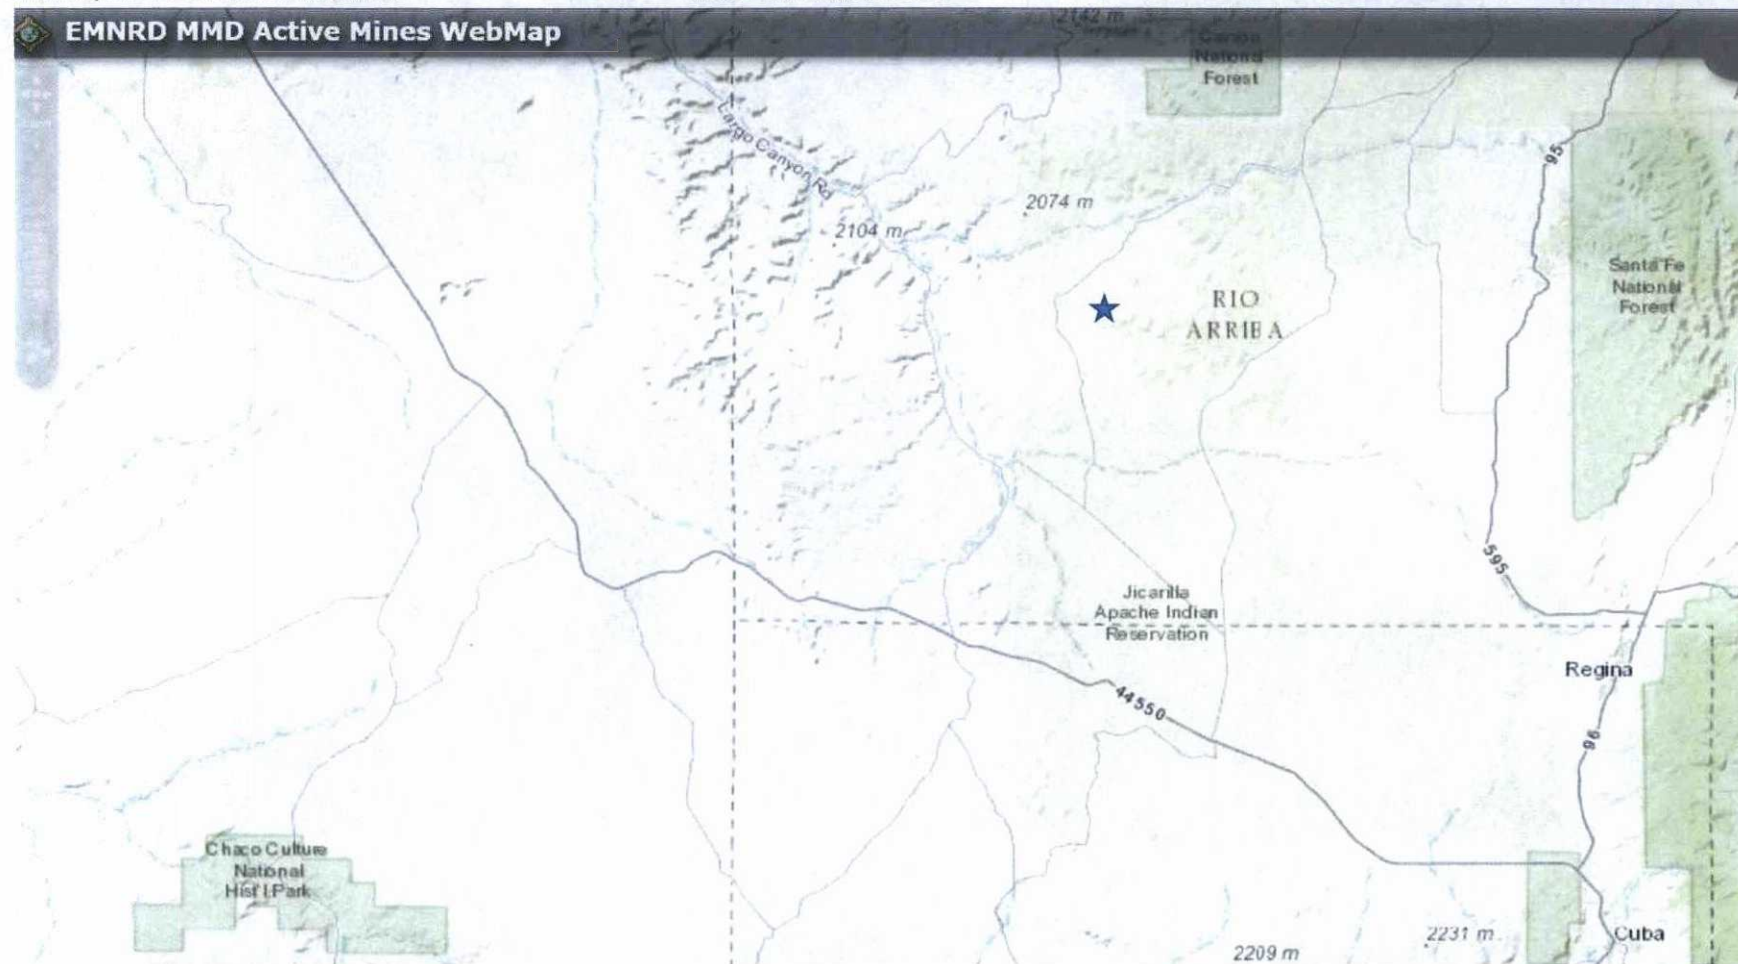 EMNRD MMD Active Mines WebMap
2142 m
Carson
National
Forest
Largo Canyon Rd
95
2074 m
2104 m
Santa Fe
National
Forest
RIO
ARRIBA
595
Jicarilla
Apache Indian
Reservation
Regina
44550
96
Chaco Culture
National
Hist'l Park
2231 m
Cuba
2209 m